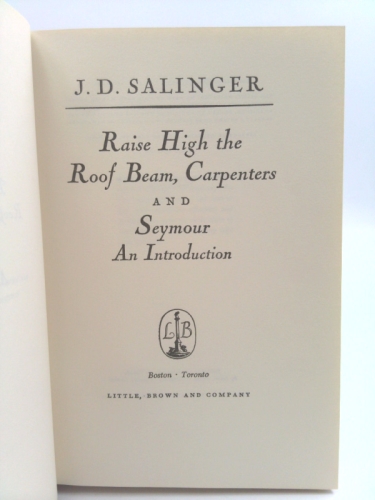 J. D. SALINGER
Raise High the
Roof Beam, Carpenters
AND
Seymour
An Introduction
L B
Boston · Toronto
LITTLE, BROWN AND COMPANY